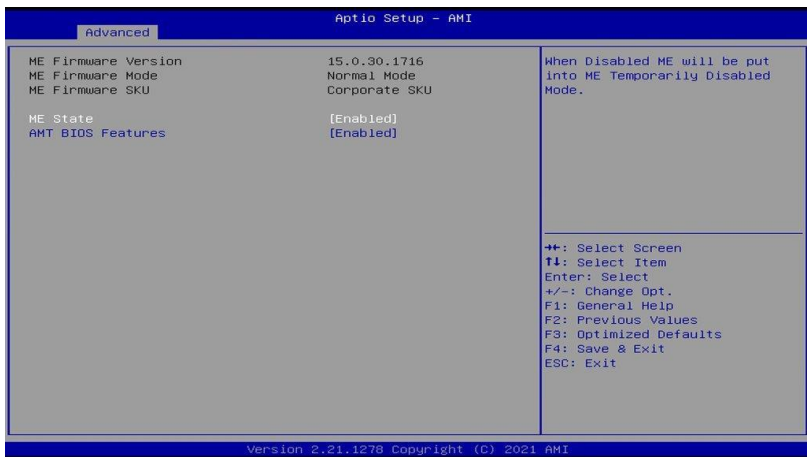 Aptio Setup - AMI
Advanced
ME Firmware Version 15.0.30.1716
ME Firmware Mode Normal Mode
ME Firmware SKU Corporate SKU
ME State [Enabled]
AMT BIOS Features [Enabled]
When Disabled ME will be put
into ME Temporarily Disabled
Mode.
→←: Select Screen
↑↓: Select Item
Enter: Select
+/-: Change Opt.
F1: General Help
F2: Previous Values
F3: Optimized Defaults
F4: Save & Exit
ESC: Exit
Version 2.21.1278 Copyright (C) 2021 AMI